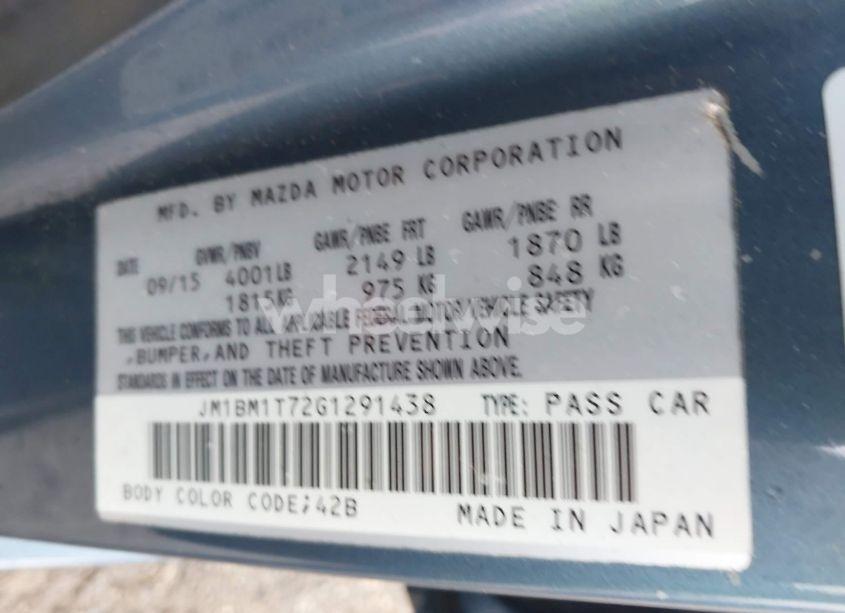 MFD. BY MAZDA MOTOR CORPORATION
DATE GVWR/PNBV GAWR/PNBE FRT GAWR/PNBE RR
09/15 4001LB 2149 LB 1870 LB
1815KG 975 KG 848 KG
wheelwise
THIS VEHICLE CONFORMS TO ALL APPLICABLE FEDERAL MOTOR VEHICLE SAFETY
,BUMPER,AND THEFT PREVENTION
STANDARDS IN EFFECT ON THE DATE OF MANUFACTURE SHOWN ABOVE.
JM1BM1T72G1291438 TYPE: PASS CAR
BODY COLOR CODE;42B MADE IN JAPAN